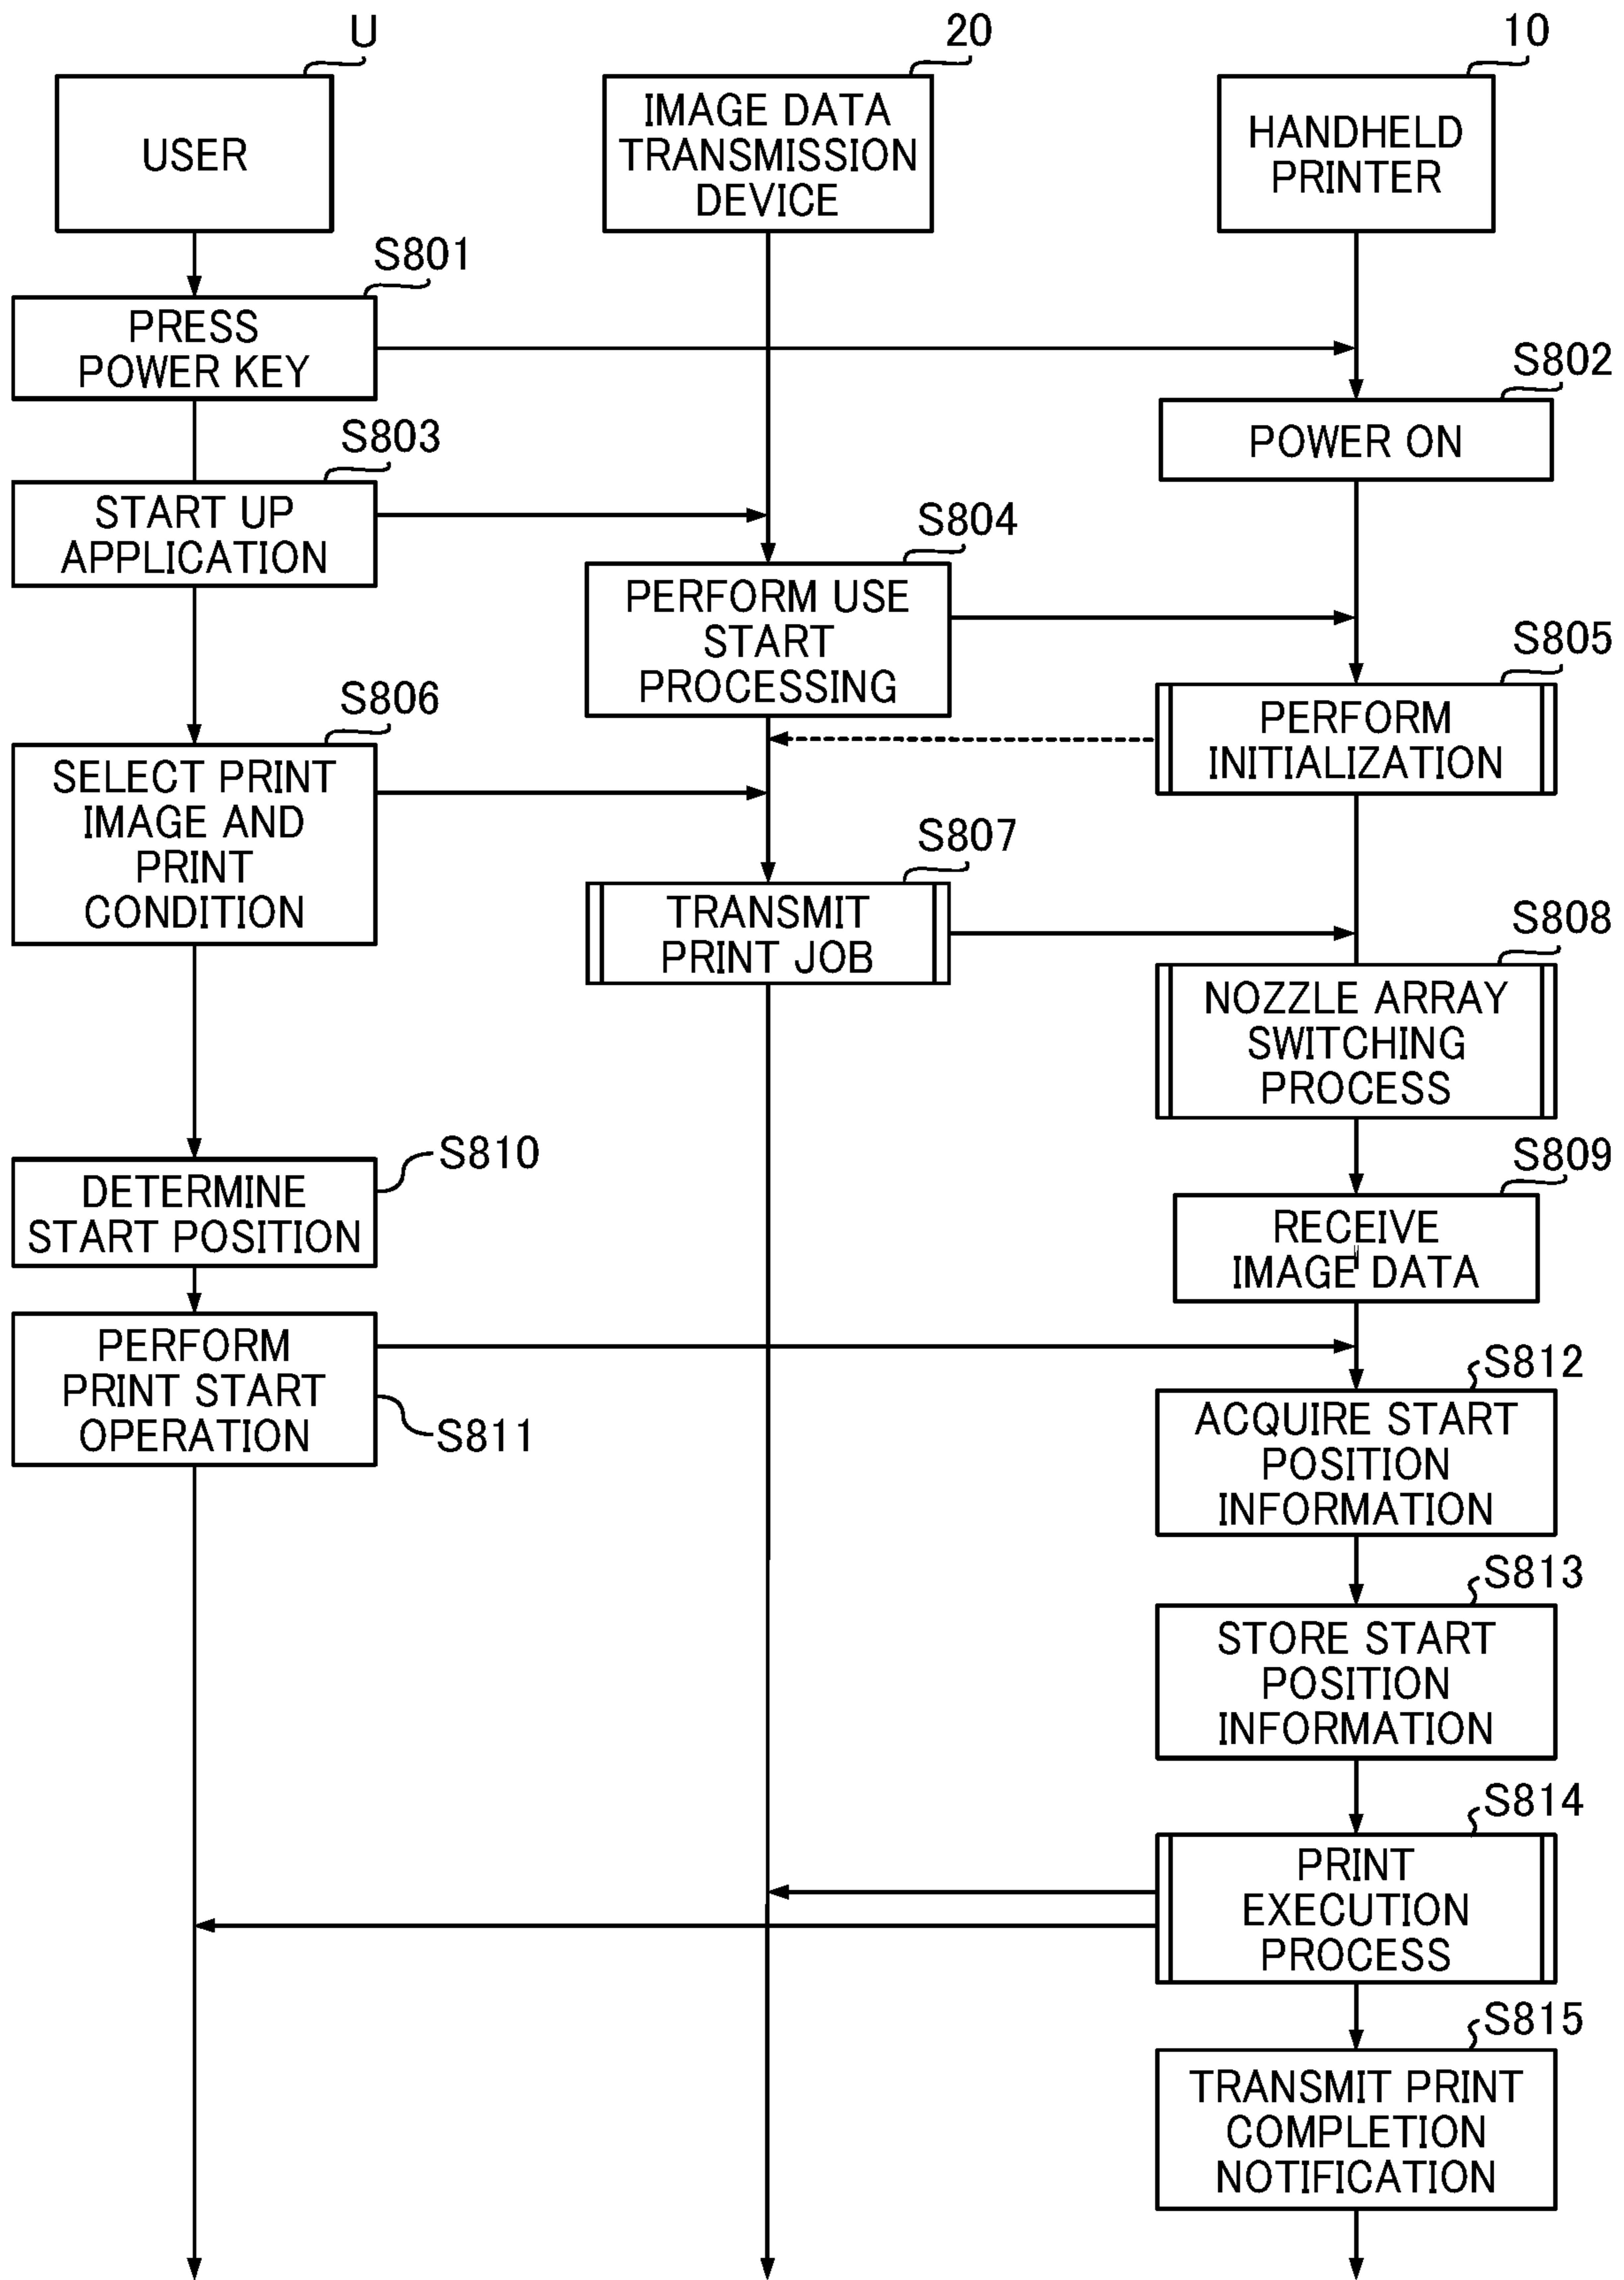 U
20
10
USER
IMAGE DATA
TRANSMISSION
DEVICE
HANDHELD
PRINTER
S801
PRESS
POWER KEY
S802
POWER ON
S803
START UP
APPLICATION
S804
PERFORM USE
START
PROCESSING
S805
PERFORM
INITIALIZATION
S806
SELECT PRINT
IMAGE AND
PRINT
CONDITION
S807
TRANSMIT
PRINT JOB
S808
NOZZLE ARRAY
SWITCHING
PROCESS
S809
RECEIVE
IMAGE DATA
S810
DETERMINE
START POSITION
PERFORM
PRINT START
OPERATION
S811
S812
ACQUIRE START
POSITION
INFORMATION
S813
STORE START
POSITION
INFORMATION
S814
PRINT
EXECUTION
PROCESS
S815
TRANSMIT PRINT
COMPLETION
NOTIFICATION